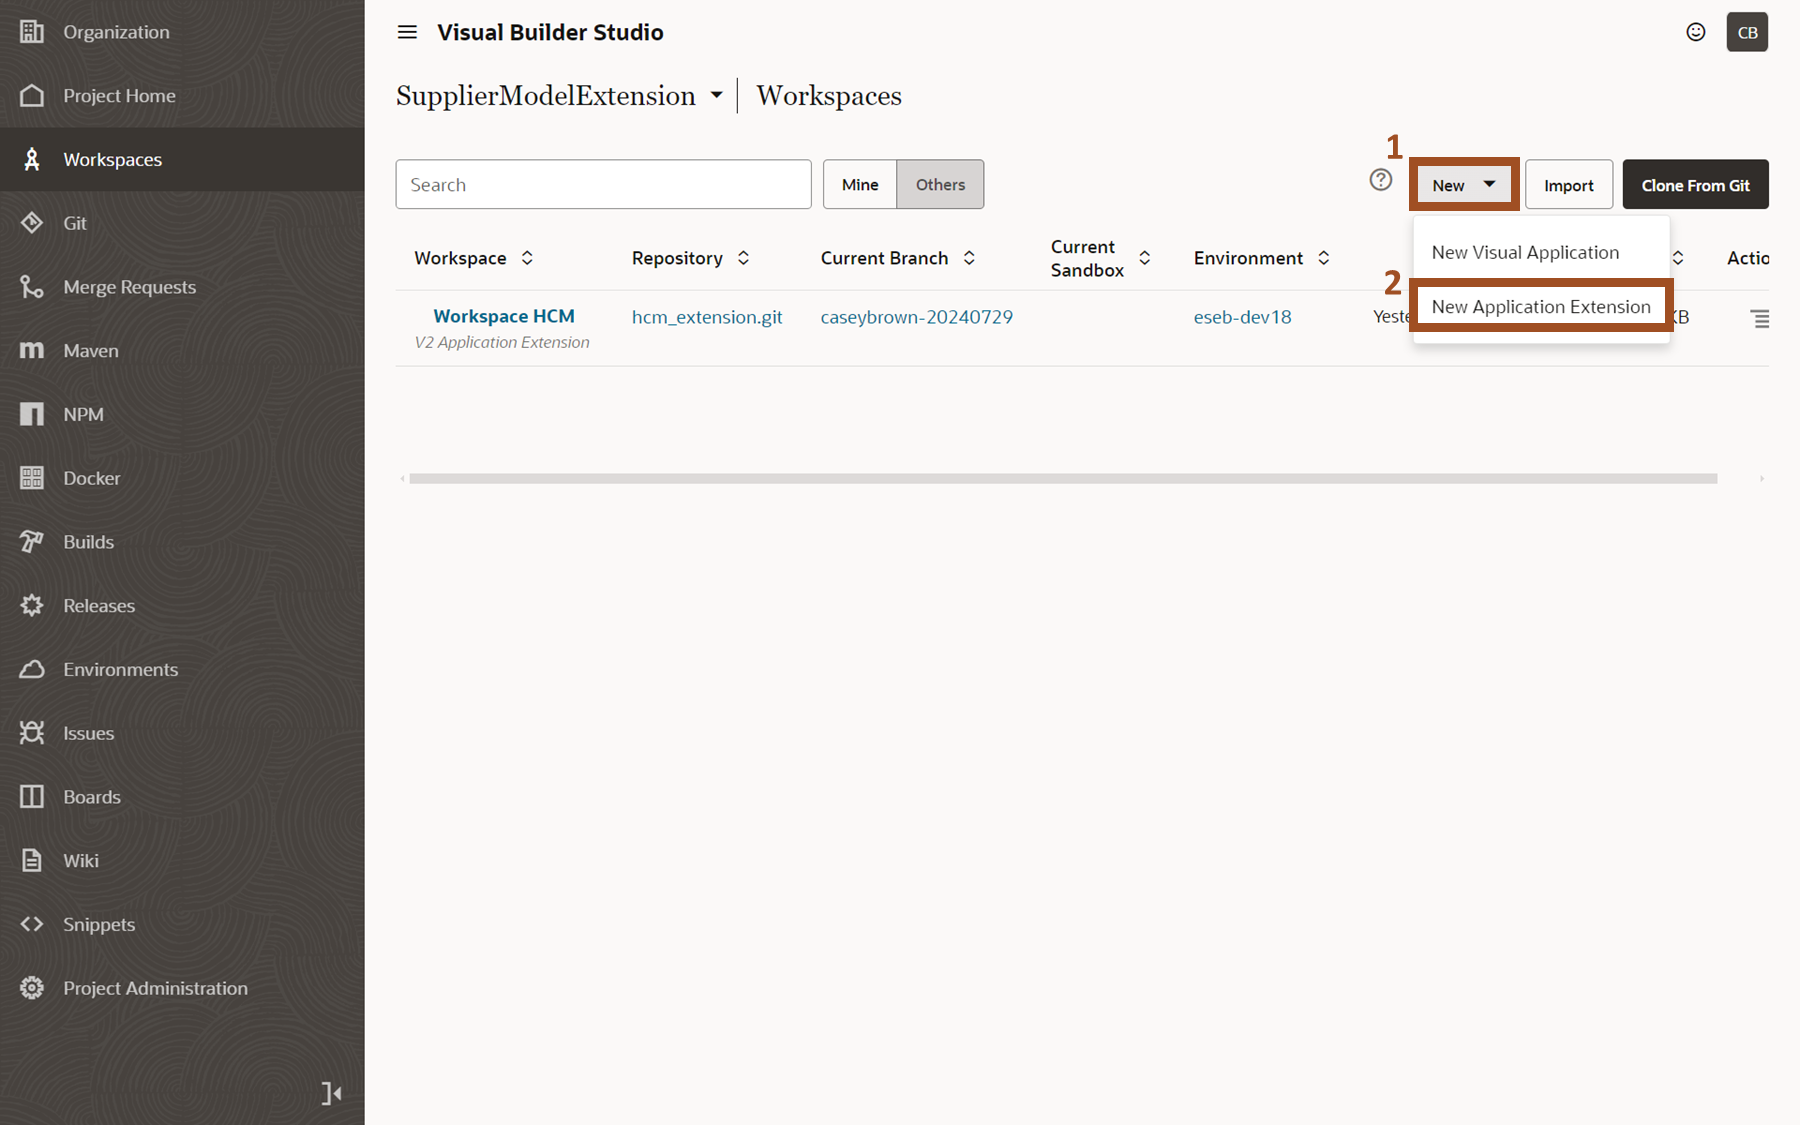 Organization
Project Home
Workspaces
Git
Merge Requests
Maven
NPM
Docker
Builds
Releases
Environments
Issues
Boards
Wiki
Snippets
Project Administration
Visual Builder Studio
CB
SupplierModelExtension
Workspaces
Search
Mine
Others
1
New
Import
Clone From Git
Workspace
Repository
Current Branch
Current
Sandbox
Environment
Actio
New Visual Application
2
New Application Extension
Workspace HCM
hcm_extension.git
caseybrown-20240729
eseb-dev18
Yeste
KB
V2 Application Extension